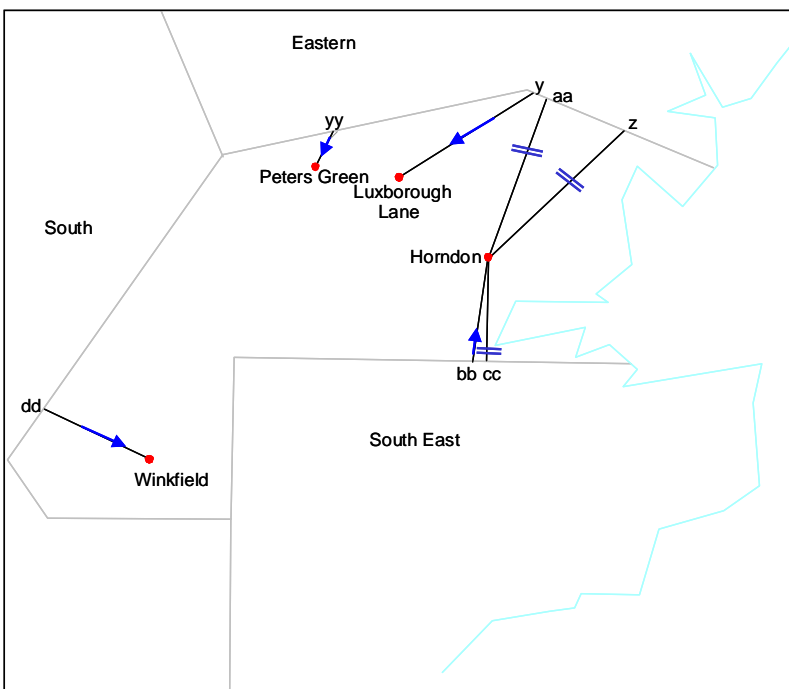 Eastern
y
aa
yy
z
Peters Green
Luxborough
Lane
South
Horndon
bb cc
dd
South East
Winkfield